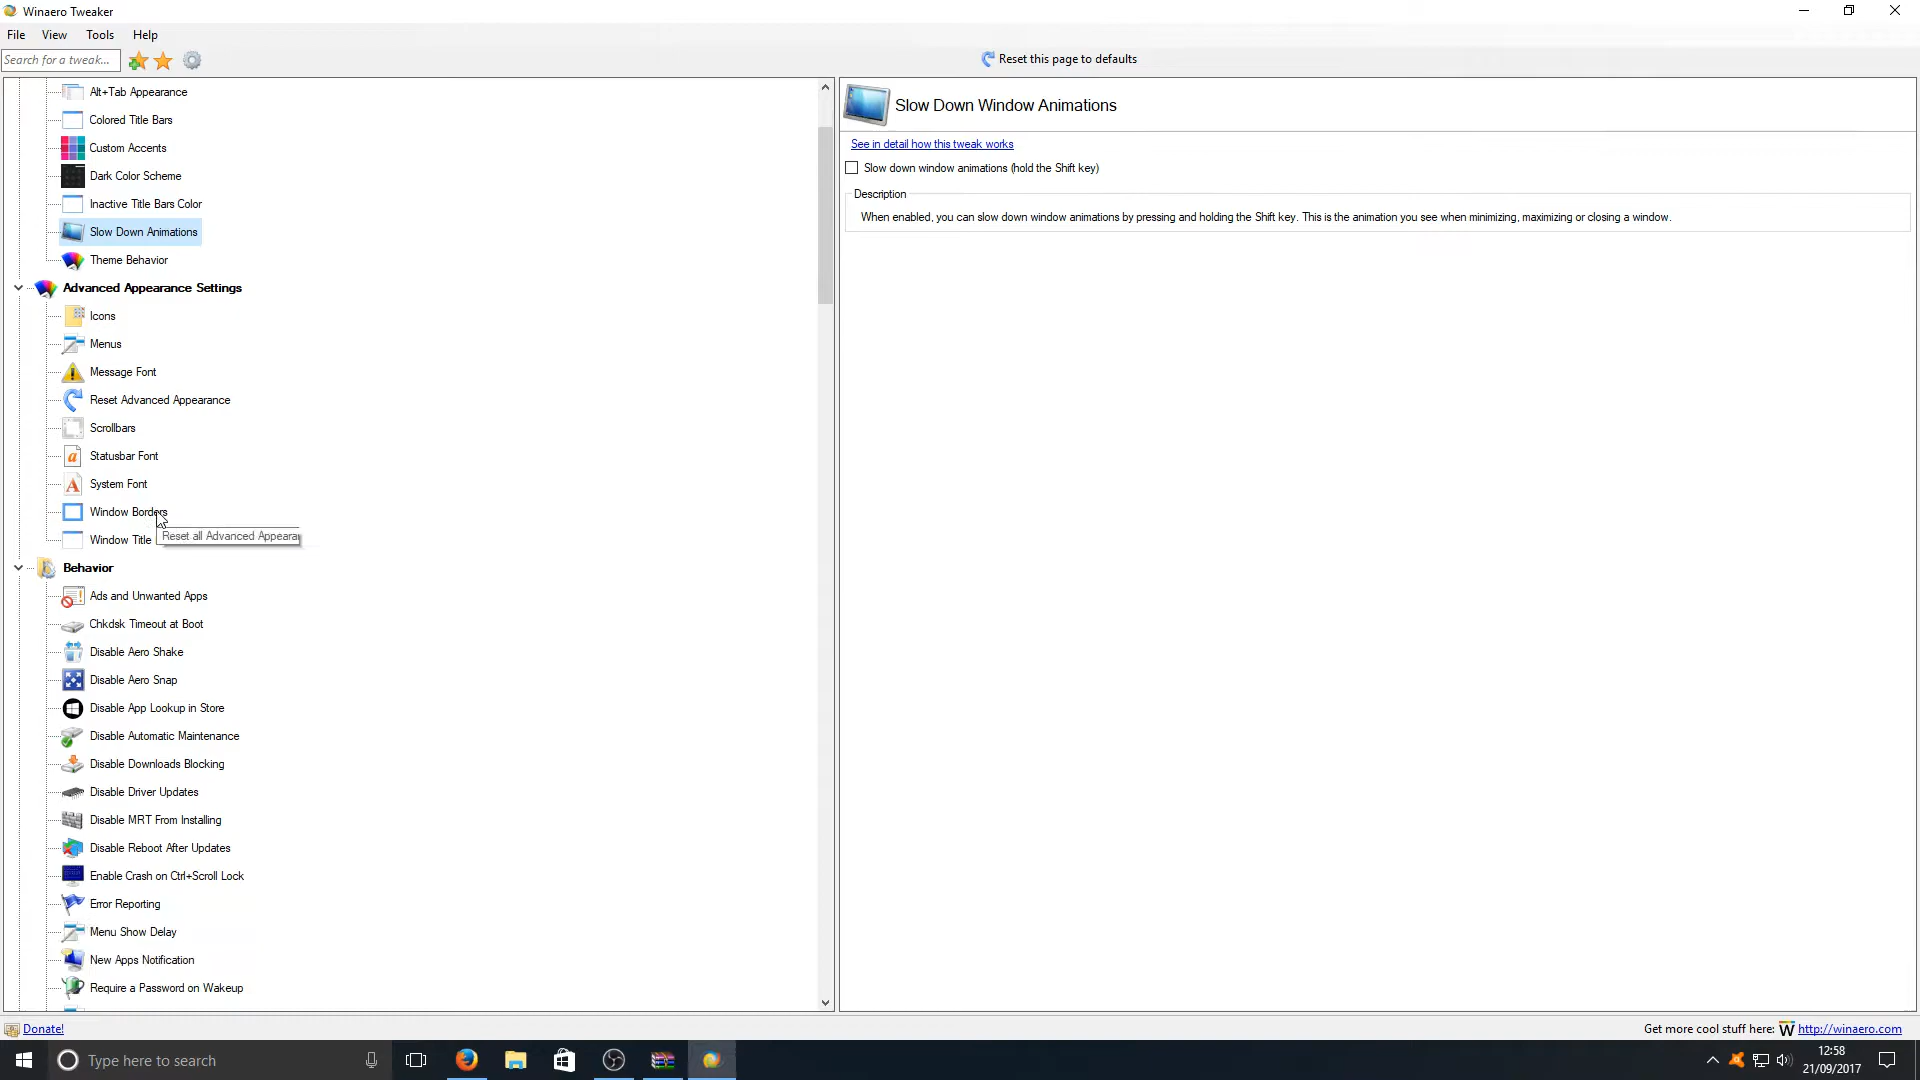 Winaero Tweaker
File View Tools Help
Search for a tweak...
Reset this page to defaults
Alt+Tab Appearance
Colored Title Bars
Custom Accents
Dark Color Scheme
Inactive Title Bars Color
Slow Down Animations
Theme Behavior
Advanced Appearance Settings
Icons
Menus
Message Font
Reset Advanced Appearance
Scrollbars
Statusbar Font
System Font
Window Borders
Window Title
Reset all Advanced Appeara
Behavior
Ads and Unwanted Apps
Chkdsk Timeout at Boot
Disable Aero Shake
Disable Aero Snap
Disable App Lookup in Store
Disable Automatic Maintenance
Disable Downloads Blocking
Disable Driver Updates
Disable MRT From Installing
Disable Reboot After Updates
Enable Crash on Ctrl+Scroll Lock
Error Reporting
Menu Show Delay
New Apps Notification
Require a Password on Wakeup
Slow Down Window Animations
See in detail how this tweak works
Slow down window animations (hold the Shift key)
Description
When enabled, you can slow down window animations by pressing and holding the Shift key. This is the animation you see when minimizing, maximizing or closing a window.
Donate!
Get more cool stuff here: W http://winaero.com
Type here to search
12:58
21/09/2017